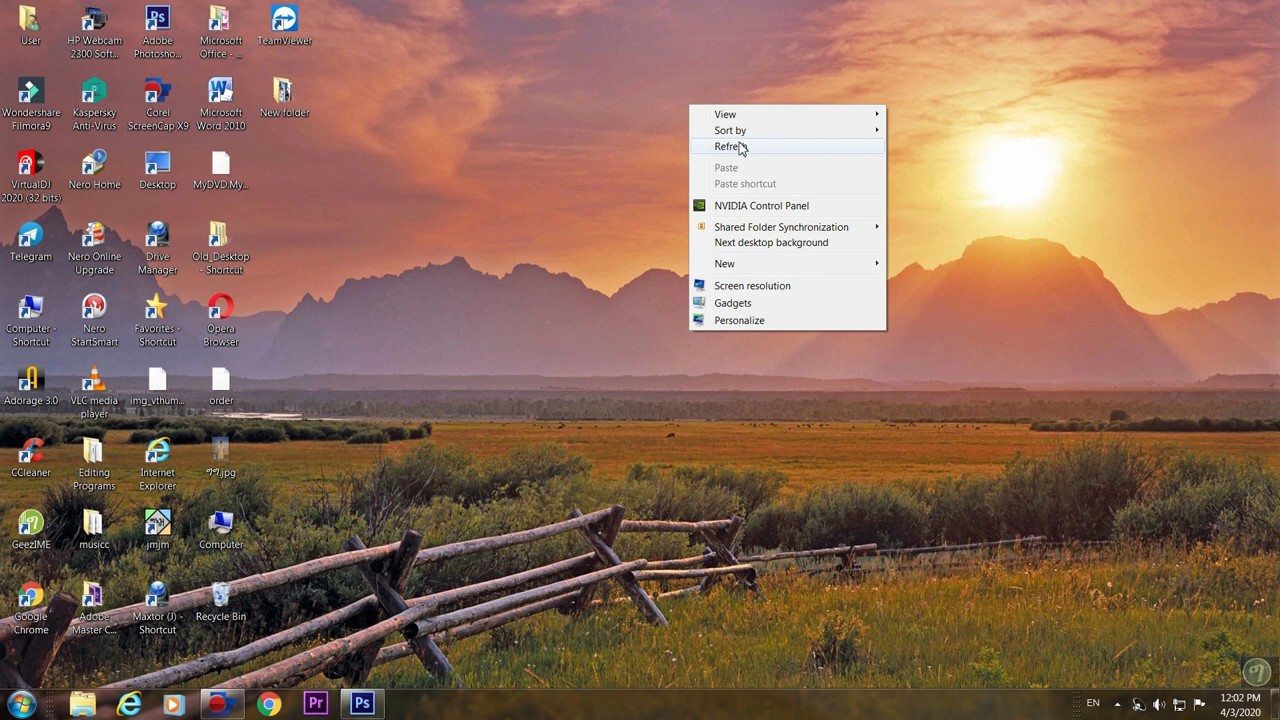 User
HP Webcam
2300 Soft...
Adobe
Photosho...
Microsoft
Office - ...
TeamViewer
Wondershare
Filmora9
Kaspersky
Anti-Virus
Corel
ScreenCap X9
Microsoft
Word 2010
New folder
VirtualDJ
2020 (32 bits)
Nero Home
Desktop
MyDVD.My...
Telegram
Nero Online
Upgrade
Drive
Manager
Old_Desktop
- Shortcut
Computer -
Shortcut
Nero
StartSmart
Favorites -
Shortcut
Opera
Browser
Adorage 3.0
VLC media
player
img_vthum...
order
CCleaner
Editing
Programs
Internet
Explorer
ማማ.jpg
GeezIME
musicc
jmjm
Computer
Google
Chrome
Adobe
Master C...
Maxtor (J) -
Shortcut
Recycle Bin
View
Sort by
Refresh
Paste
Paste shortcut
NVIDIA Control Panel
Shared Folder Synchronization
Next desktop background
New
Screen resolution
Gadgets
Personalize
Pr
Ps
EN
12:02 PM
4/3/2020